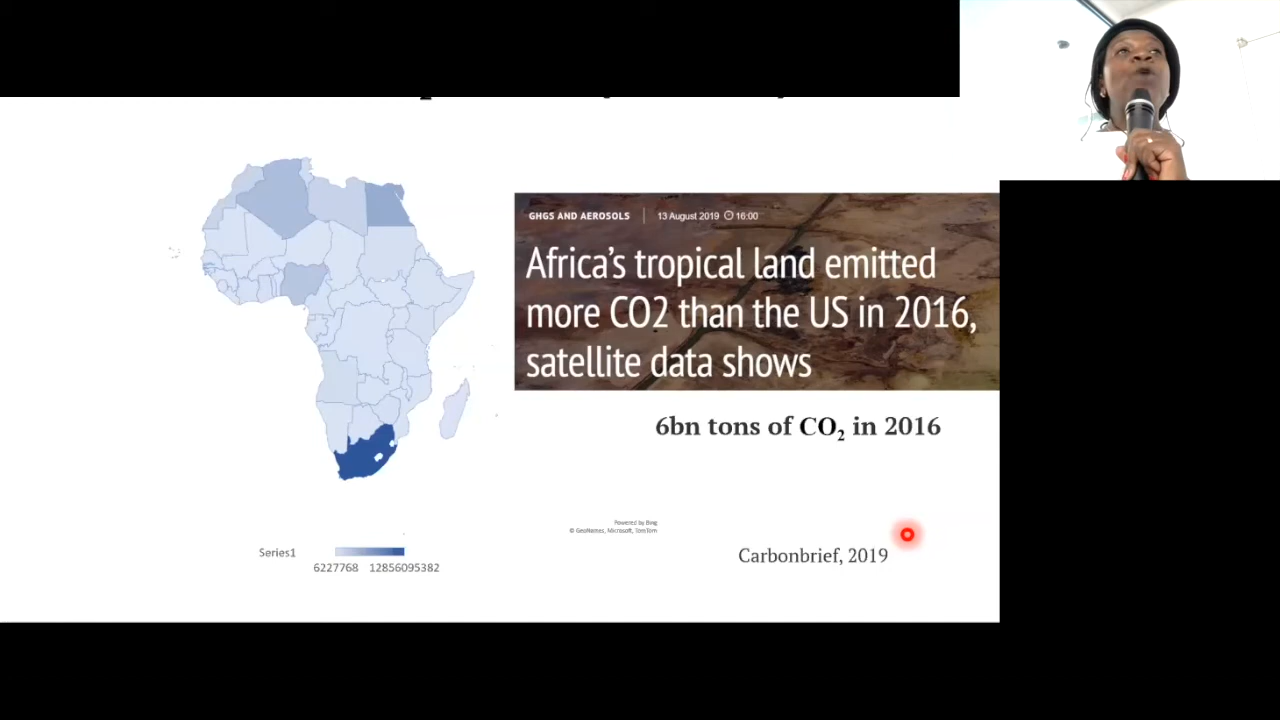 GHGS AND AEROSOLS | 13 August 2019 16:00
Africa's tropical land emitted
more CO2 than the US in 2016,
satellite data shows
6bn tons of CO₂ in 2016
Powered by Bing
© GeoNames, Microsoft, TomTom
Carbonbrief, 2019
Series1
6227768 12856095382